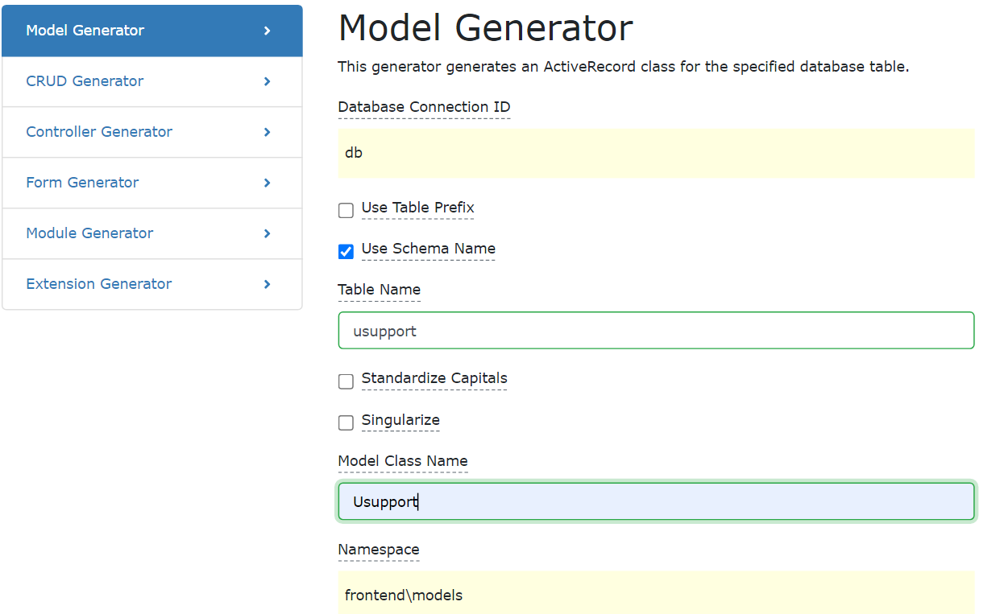 Model Generator
CRUD Generator
Controller Generator
Form Generator
Module Generator
Extension Generator
Model Generator
This generator generates an ActiveRecord class for the specified database table.
Database Connection ID
db
Use Table Prefix
Use Schema Name
Table Name
usupport
Standardize Capitals
Singularize
Model Class Name
Usupport
Namespace
frontend\models